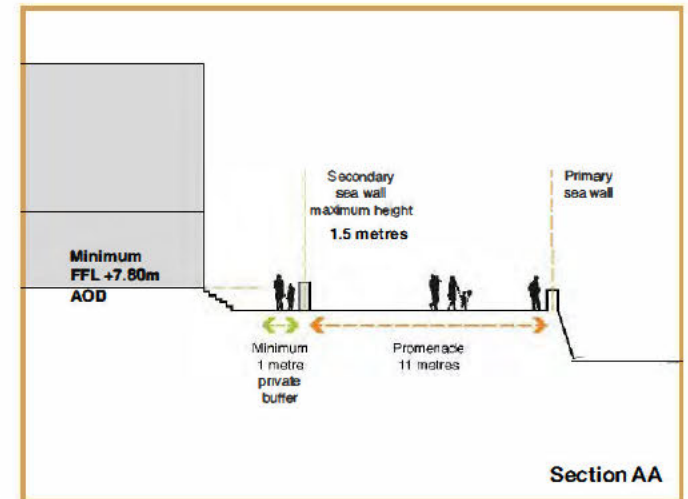 Secondary
sea wall
maximum height
1.5 metres
Primary
sea wall
Minimum
FFL +7.80m
AOD
Minimum
1 metre
private
buffer
Promenade
11 metres
Section AA